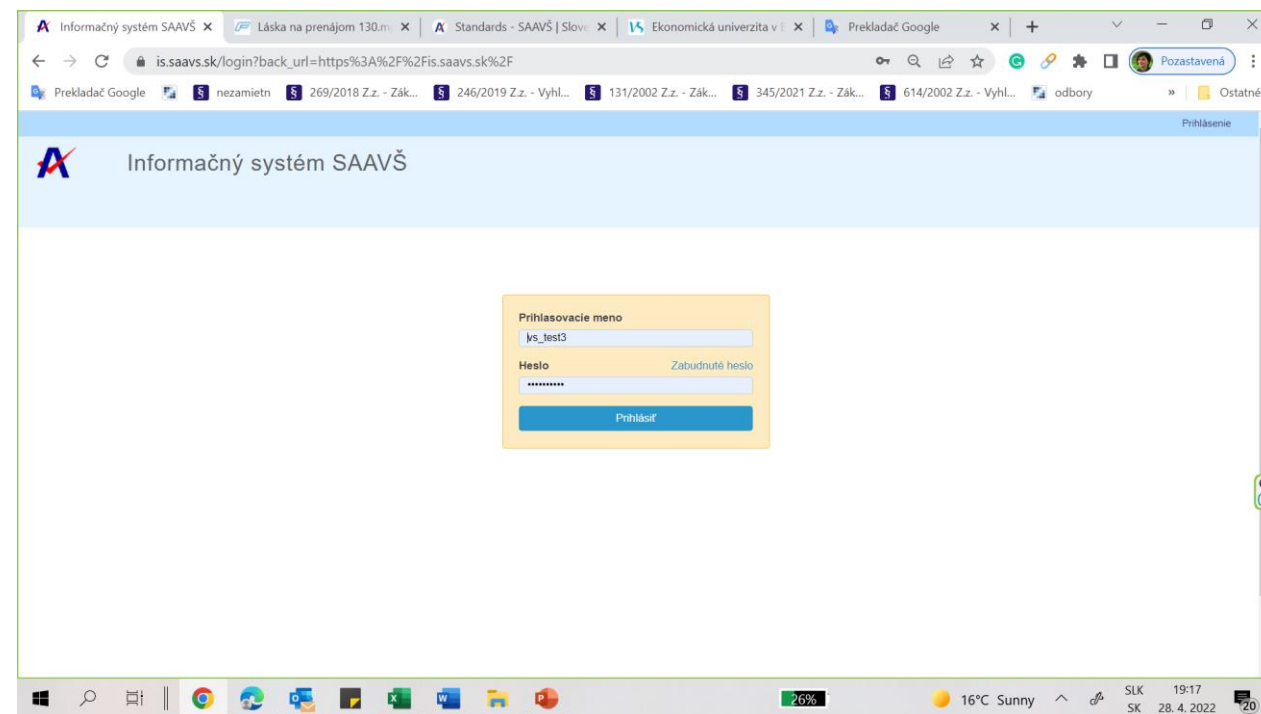 Informačný systém SAAVŠ
Láska na prenájom 130.m
Standards - SAAVŠ | Slove
Ekonomická univerzita v B
Prekladač Google
is.saavs.sk/login?back_url=https%3A%2F%2Fis.saavs.sk%2F
Pozastavená
Prekladač Google
nezamietn
269/2018 Z.z. - Zák...
246/2019 Z.z. - Vyhl...
131/2002 Z.z. - Zák...
345/2021 Z.z. - Zák...
614/2002 Z.z. - Vyhl...
odbory
»
Ostatné
Prihlásenie
Informačný systém SAAVŠ
Prihlasovacie meno
vs_test3
Heslo
Zabudnuté heslo
••••••••••
Prihlásiť
26%
16°C Sunny
SLK
SK
19:17
28. 4. 2022
20